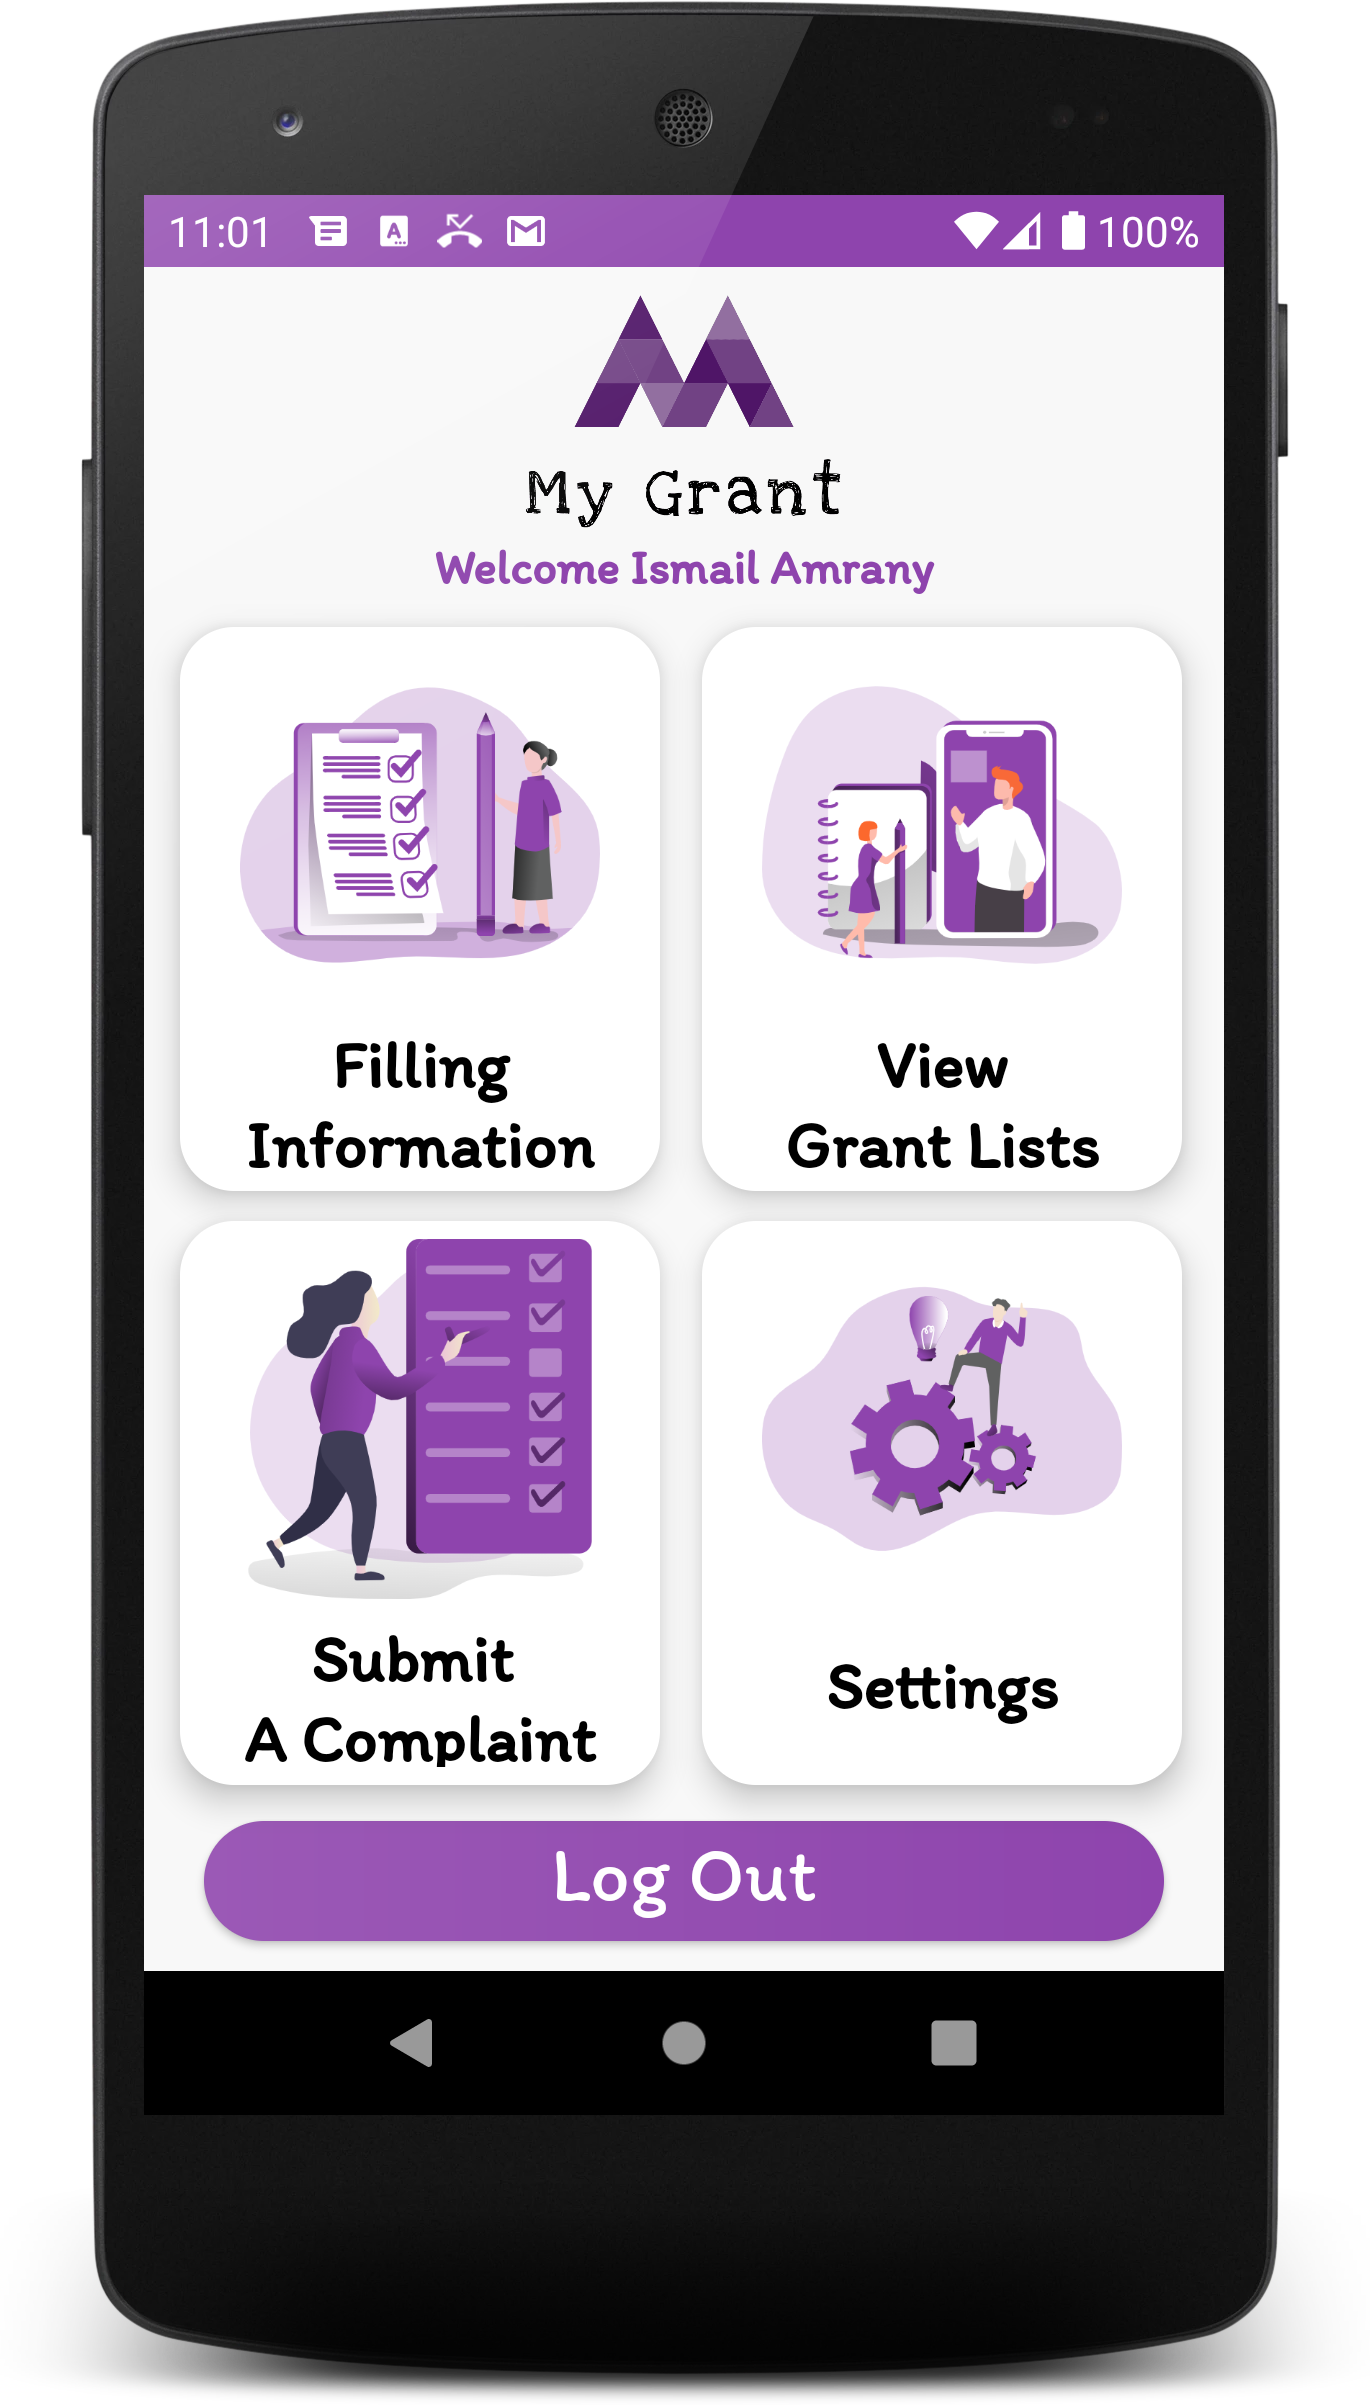 11:01 100%
My Grant
Welcome Ismail Amrany
Filling
Information
View
Grant Lists
Submit
A Complaint
Settings
Log Out